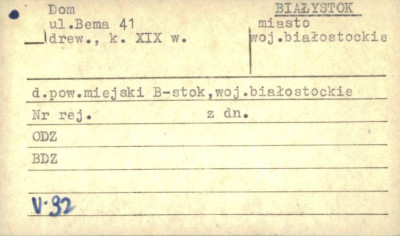 Dom BIAŁYSTOK
ul.Bema 41 miasto
drew., k. XIX w. woj.białostockie
d.pow.miejski B-stok,woj.białostockie
Nr rej. z dn.
ODZ
BDZ
V-92